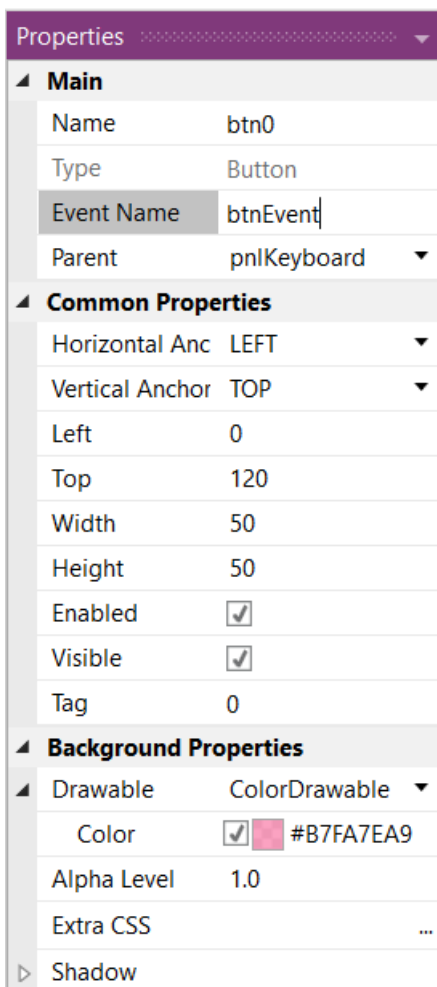 Properties
Main
Name btn0
Type Button
Event Name btnEvent
Parent pnlKeyboard
Common Properties
Horizontal Anc LEFT
Vertical Anchor TOP
Left 0
Top 120
Width 50
Height 50
Enabled
Visible
Tag 0
Background Properties
Drawable ColorDrawable
Color #B7FA7EA9
Alpha Level 1.0
Extra CSS ...
Shadow